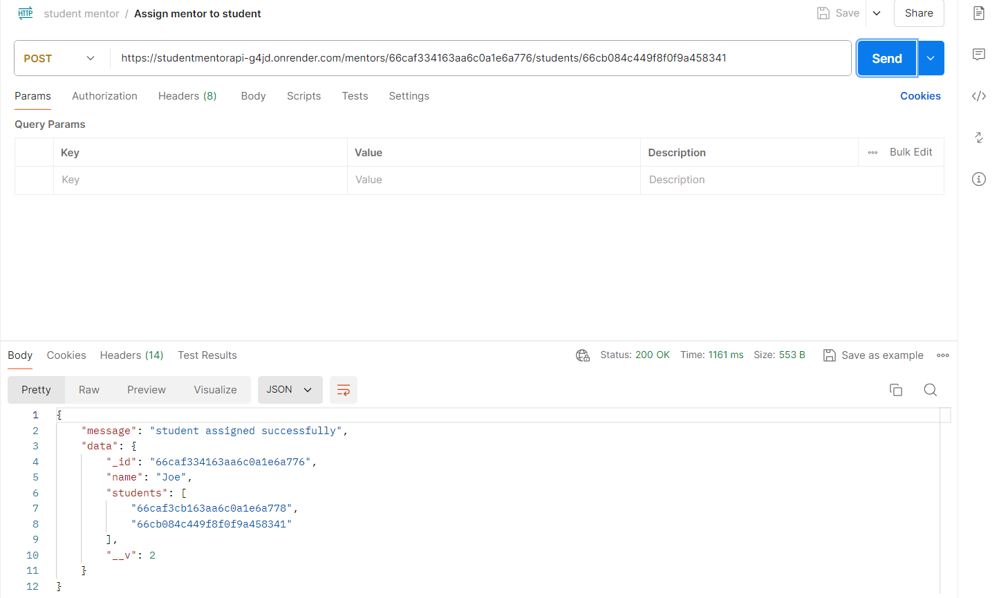 HTTP student mentor / Assign mentor to student Save Share
POST https://studentmentorapi-g4jd.onrender.com/mentors/66caf334163aa6c0a1e6a776/students/66cb084c449f8f0f9a458341 Send
Params Authorization Headers (8) Body Scripts Tests Settings Cookies
Query Params
Key Value Description Bulk Edit
Key Value Description
Body Cookies Headers (14) Test Results Status: 200 OK Time: 1161 ms Size: 553 B Save as example
Pretty Raw Preview Visualize JSON
1 {
2 "message": "student assigned successfully",
3 "data": {
4 "_id": "66caf334163aa6c0a1e6a776",
5 "name": "Joe",
6 "students": [
7 "66caf3cb163aa6c0a1e6a778",
8 "66cb084c449f8f0f9a458341"
9 ],
10 "__v": 2
11 }
12 }